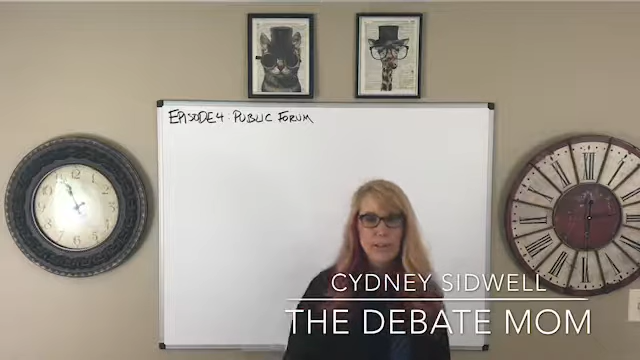 EPISODE 4: PUBLIC FORUM
CYDNEY SIDWELL
THE DEBATE MOM